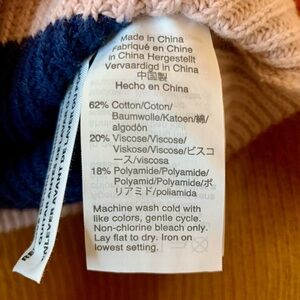 Made in China
Fabriqué en Chine
in China Hergestellt
Vervaardigd in China
中国製
Hecho en China
62% Cotton/Coton/
Baumwolle/Katoen/綿/
algodón
20% Viscose/Viscose/
Viskose/Viscose/ビスコ
ース/viscosa
18% Polyamide/Polyamide/
Polyamid/Polyamide/ポ
リアミド/poliamida
Machine wash cold with
like colors, gentle cycle.
Non-chlorine bleach only.
Lay flat to dry. Iron on
lowest setting.